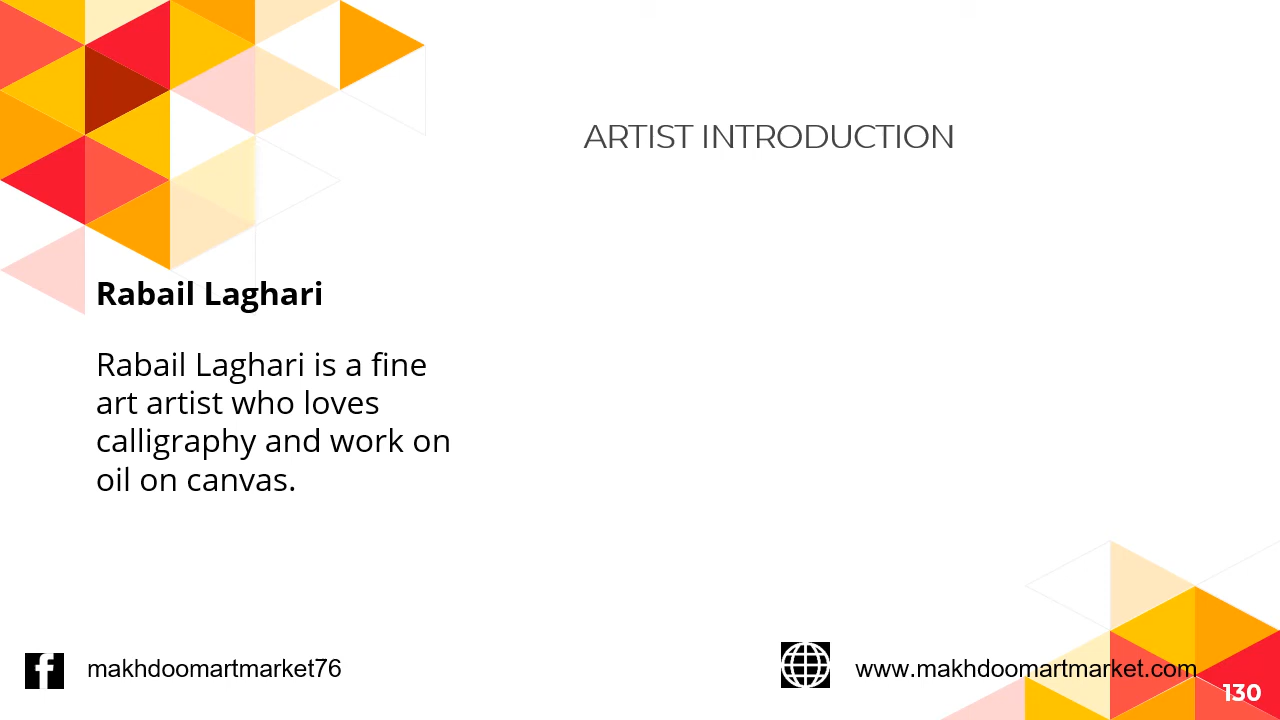 ARTIST INTRODUCTION
Rabail Laghari
Rabail Laghari is a fine
art artist who loves
calligraphy and work on
oil on canvas.
makhdoomartmarket76
www.makhdoomartmarket.com
130